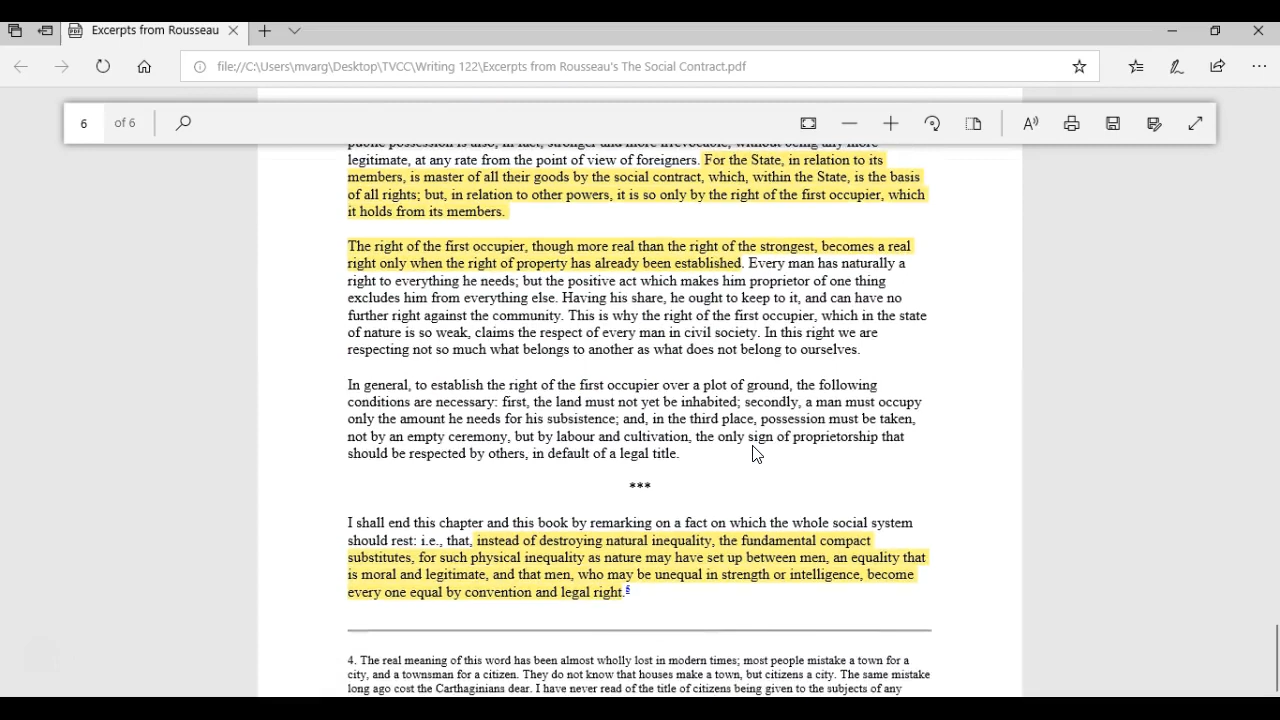 Excerpts from Rousseau
file://C:\Users\mvarg\Desktop\TVCC\Writing 122\Excerpts from Rousseau's The Social Contract.pdf
6 of 6
public possession is also, in fact, stronger and more irrevocable, without being any more
legitimate, at any rate from the point of view of foreigners. For the State, in relation to its
members, is master of all their goods by the social contract, which, within the State, is the basis
of all rights; but, in relation to other powers, it is so only by the right of the first occupier, which
it holds from its members.
The right of the first occupier, though more real than the right of the strongest, becomes a real
right only when the right of property has already been established. Every man has naturally a
right to everything he needs; but the positive act which makes him proprietor of one thing
excludes him from everything else. Having his share, he ought to keep to it, and can have no
further right against the community. This is why the right of the first occupier, which in the state
of nature is so weak, claims the respect of every man in civil society. In this right we are
respecting not so much what belongs to another as what does not belong to ourselves.
In general, to establish the right of the first occupier over a plot of ground, the following
conditions are necessary: first, the land must not yet be inhabited; secondly, a man must occupy
only the amount he needs for his subsistence; and, in the third place, possession must be taken,
not by an empty ceremony, but by labour and cultivation, the only sign of proprietorship that
should be respected by others, in default of a legal title.
***
I shall end this chapter and this book by remarking on a fact on which the whole social system
should rest: i.e., that, instead of destroying natural inequality, the fundamental compact
substitutes, for such physical inequality as nature may have set up between men, an equality that
is moral and legitimate, and that men, who may be unequal in strength or intelligence, become
every one equal by convention and legal right.
4. The real meaning of this word has been almost wholly lost in modern times; most people mistake a town for a
city, and a townsman for a citizen. They do not know that houses make a town, but citizens a city. The same mistake
long ago cost the Carthaginians dear. I have never read of the title of citizens being given to the subjects of any